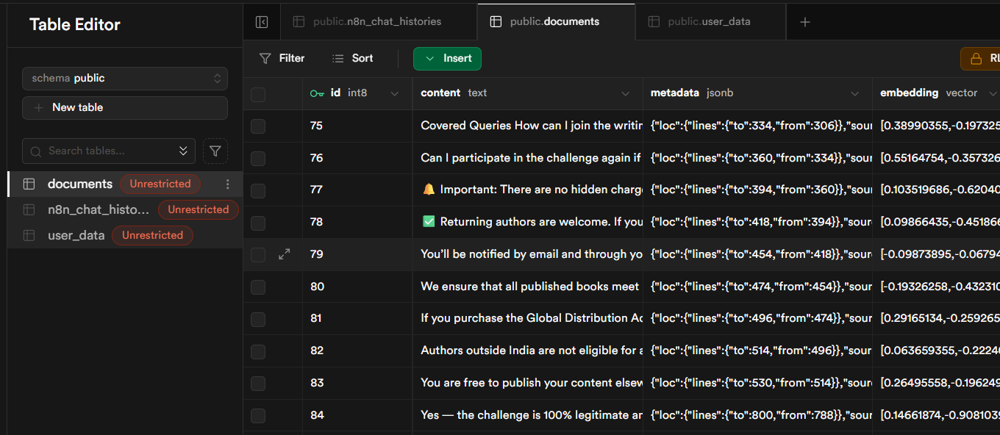 Table Editor
schema public
New table
Search tables...
documents Unrestricted
n8n_chat_histo... Unrestricted
user_data Unrestricted
public.n8n_chat_histories public.documents public.user_data
Filter Sort Insert
id int8 content text metadata jsonb embedding vector
75 Covered Queries How can I join the writin {"loc":{"lines":{"to":334,"from":306}},"sour [0.38990355,-0.197325
76 Can I participate in the challenge again if {"loc":{"lines":{"to":360,"from":334}},"sour [0.55164754,-0.357326
77 🔔 Important: There are no hidden charg {"loc":{"lines":{"to":394,"from":360}},"sour [0.103519686,-0.62040
78 ✅ Returning authors are welcome. If you {"loc":{"lines":{"to":418,"from":394}},"sour [0.09866435,-0.451866
79 You’ll be notified by email and through yo {"loc":{"lines":{"to":454,"from":418}},"sour [-0.09873895,-0.06794
80 We ensure that all published books meet {"loc":{"lines":{"to":474,"from":454}},"sour [-0.19326258,-0.432310
81 If you purchase the Global Distribution Ad {"loc":{"lines":{"to":496,"from":474}},"sour [0.29165134,-0.259265
82 Authors outside India are not eligible for a {"loc":{"lines":{"to":514,"from":496}},"sour [0.063659355,-0.2224
83 You are free to publish your content elsew {"loc":{"lines":{"to":530,"from":514}},"sour [0.26495558,-0.196249
84 Yes — the challenge is 100% legitimate an {"loc":{"lines":{"to":800,"from":788}},"sour [0.14661874,-0.908103